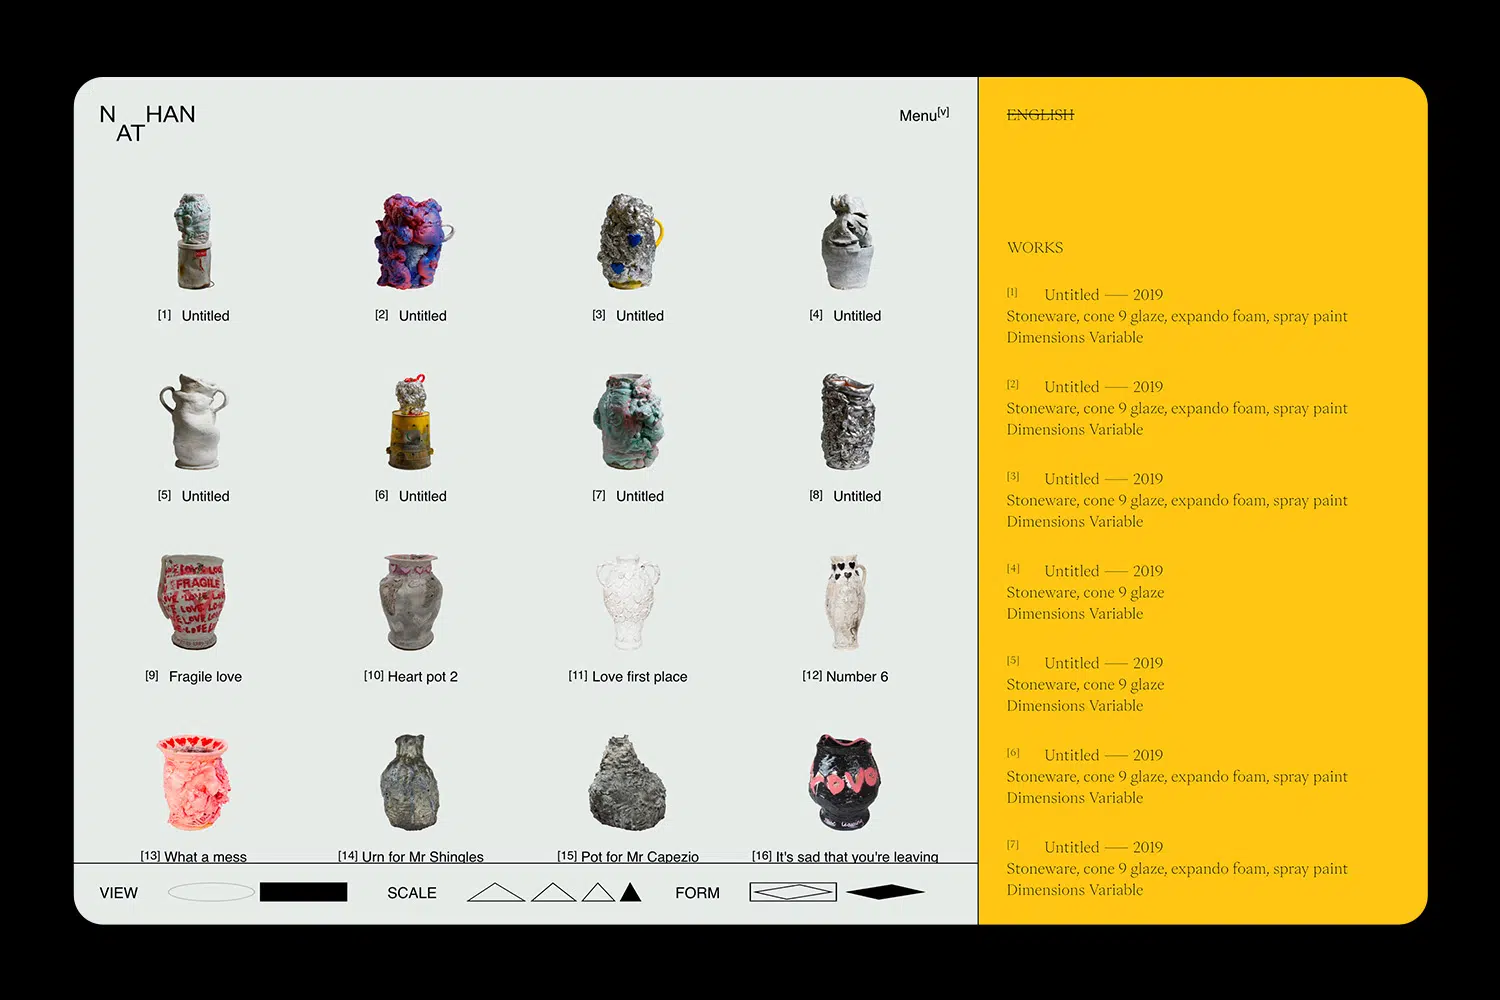 NATHAN
Menu[v]
[1] Untitled
[2] Untitled
[3] Untitled
[4] Untitled
[5] Untitled
[6] Untitled
[7] Untitled
[8] Untitled
FRAGILE
LOVE LOVE
[9] Fragile love
[10] Heart pot 2
[11] Love first place
[12] Number 6
LOVE
[13] What a mess
[14] Urn for Mr Shingles
[15] Pot for Mr Capezio
[16] It's sad that you're leaving
VIEW
SCALE
FORM
ENGLISH
WORKS
[1] Untitled — 2019
Stoneware, cone 9 glaze, expando foam, spray paint
Dimensions Variable
[2] Untitled — 2019
Stoneware, cone 9 glaze, expando foam, spray paint
Dimensions Variable
[3] Untitled — 2019
Stoneware, cone 9 glaze, expando foam, spray paint
Dimensions Variable
[4] Untitled — 2019
Stoneware, cone 9 glaze
Dimensions Variable
[5] Untitled — 2019
Stoneware, cone 9 glaze
Dimensions Variable
[6] Untitled — 2019
Stoneware, cone 9 glaze, expando foam, spray paint
Dimensions Variable
[7] Untitled — 2019
Stoneware, cone 9 glaze, expando foam, spray paint
Dimensions Variable